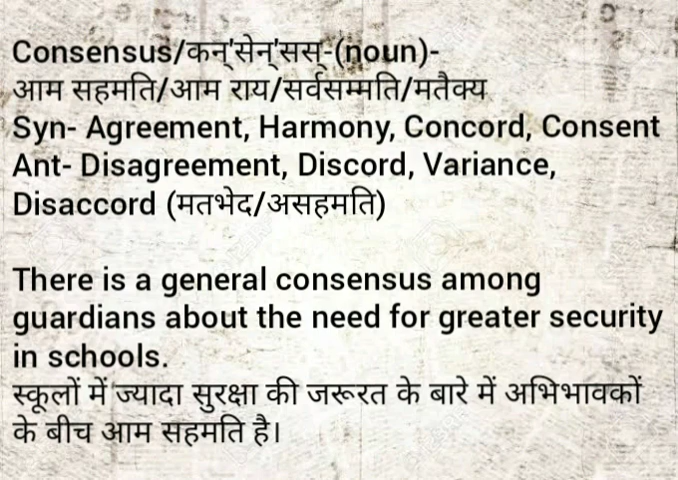 Consensus/कन्'सेन्'सस्-(noun)-
आम सहमति/आम राय/सर्वसम्मति/मतैक्य
Syn- Agreement, Harmony, Concord, Consent
Ant- Disagreement, Discord, Variance,
Disaccord (मतभेद/असहमति)
There is a general consensus among
guardians about the need for greater security
in schools.
स्कूलों में ज्यादा सुरक्षा की जरूरत के बारे में अभिभावकों
के बीच आम सहमति है।